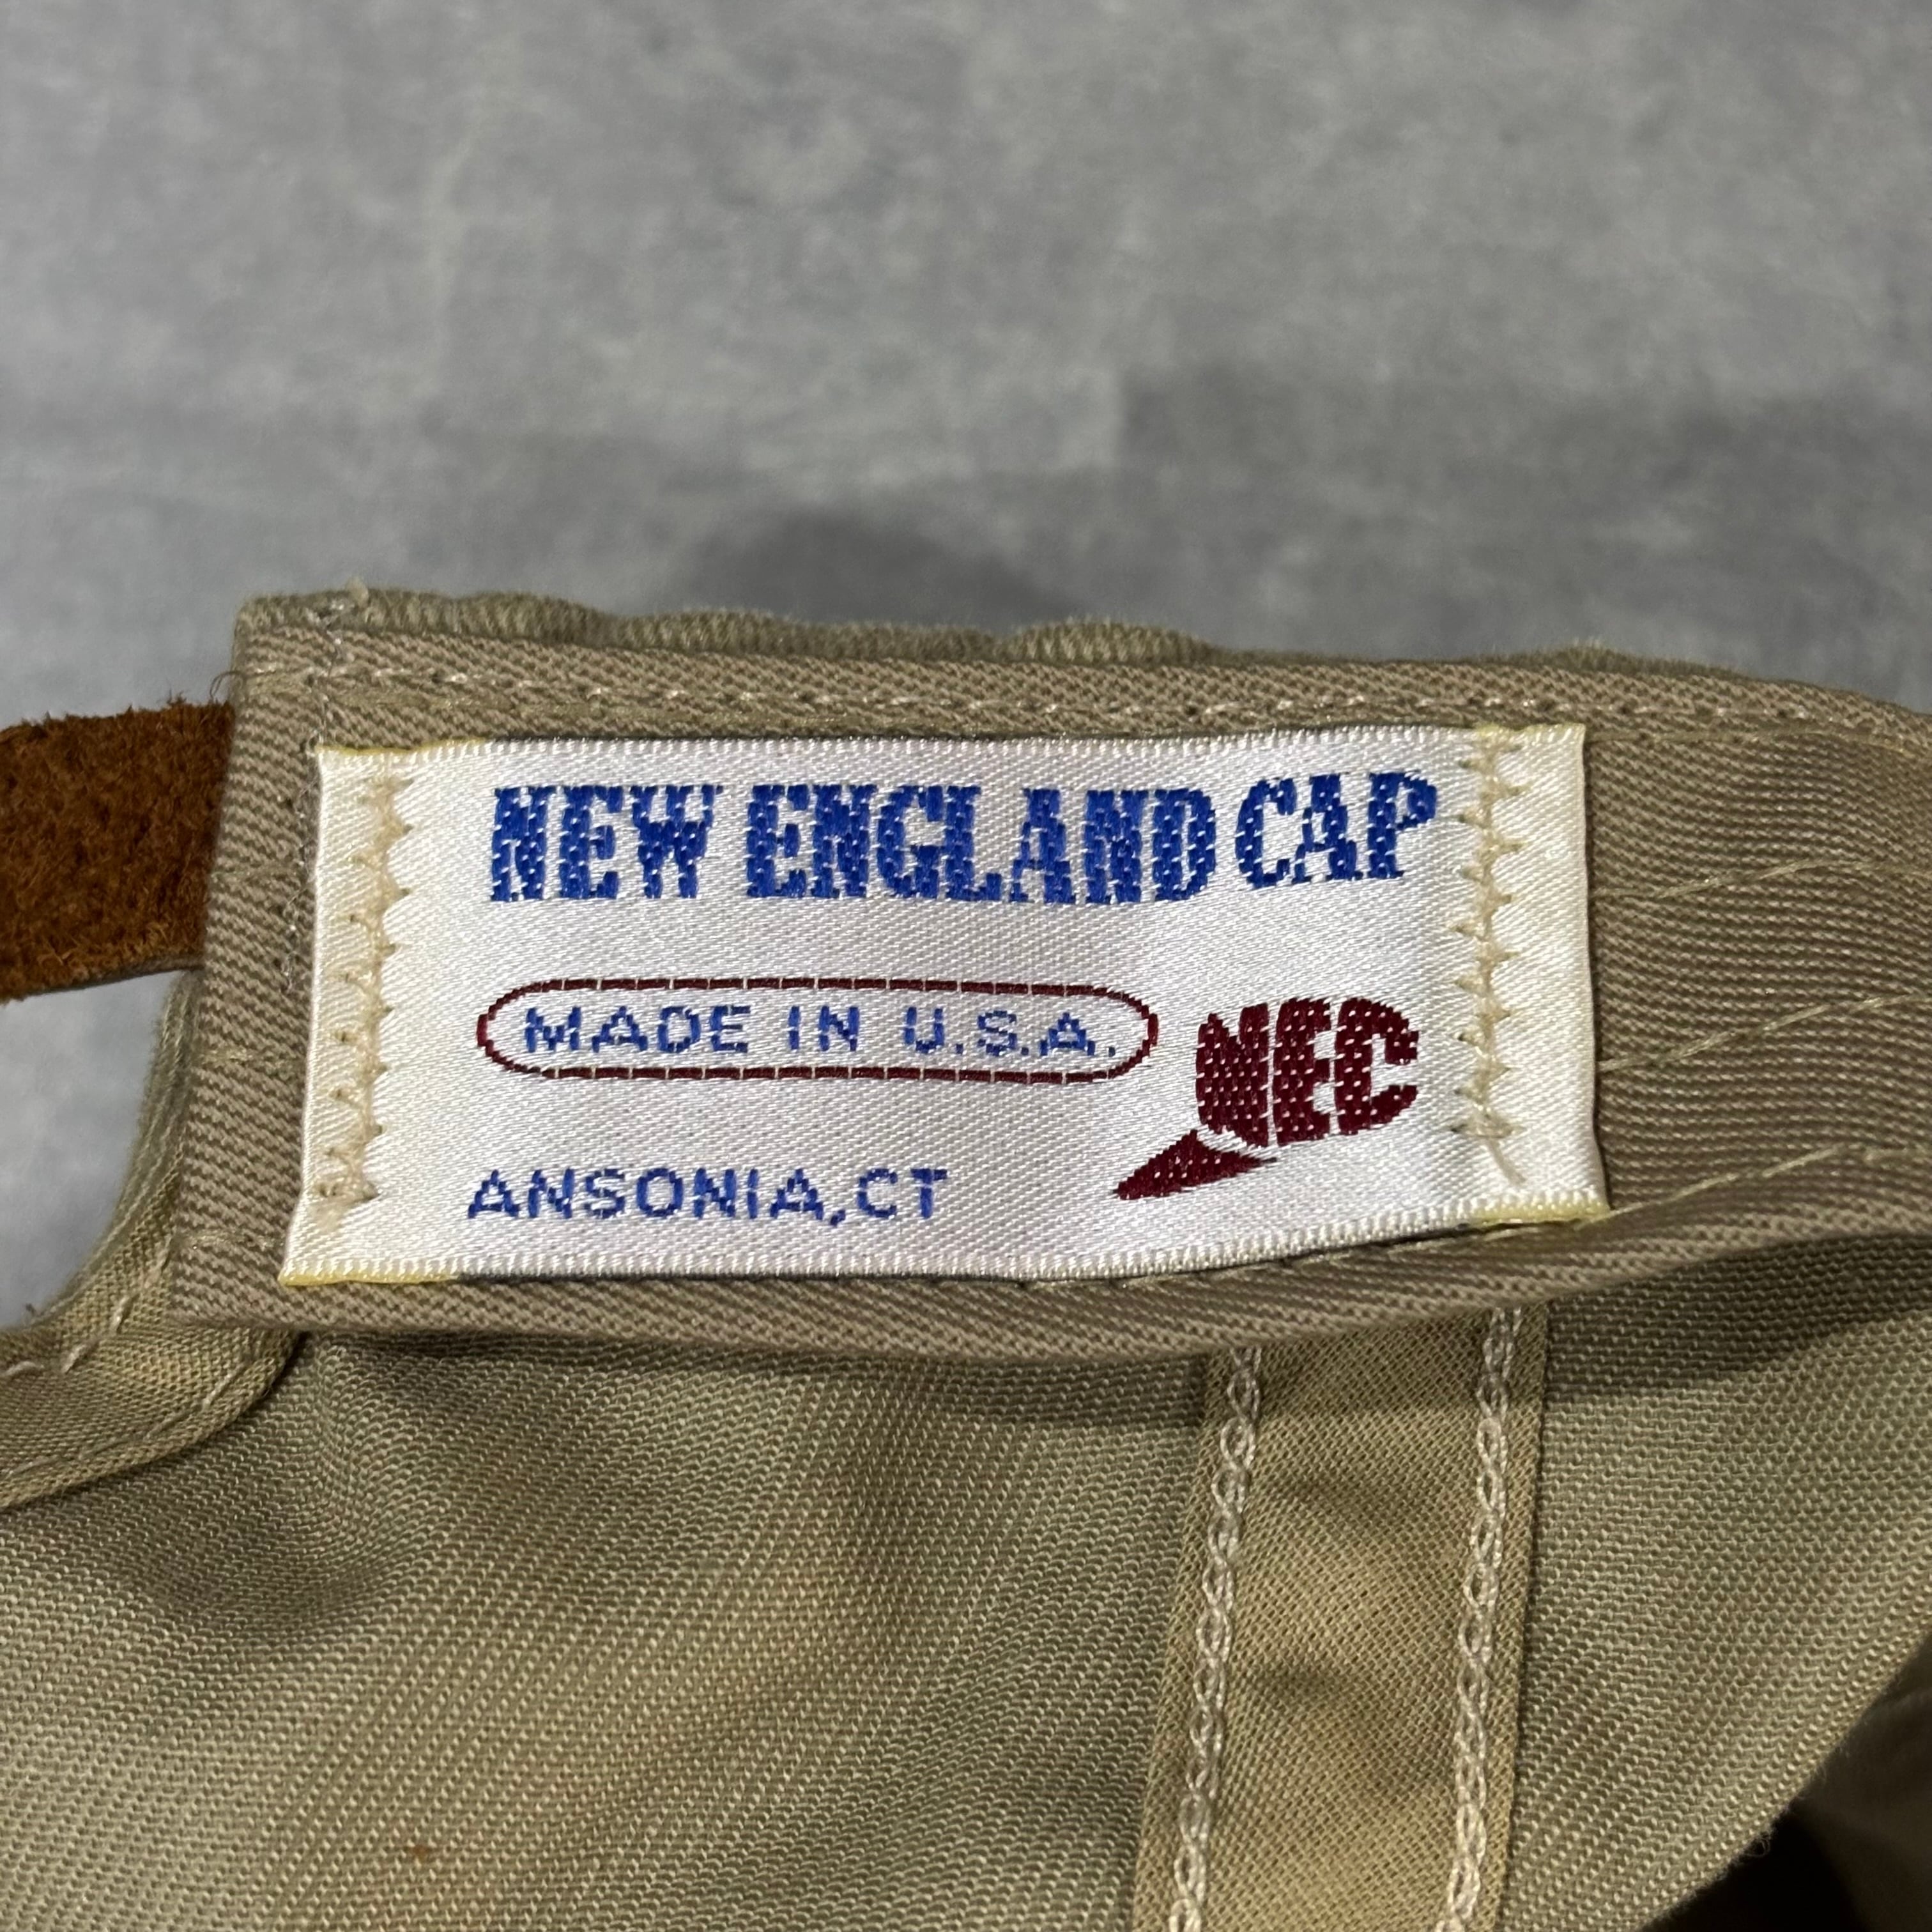 NEW ENGLAND CAP
MADE IN U.S.A.
NEC
ANSONIA, CT